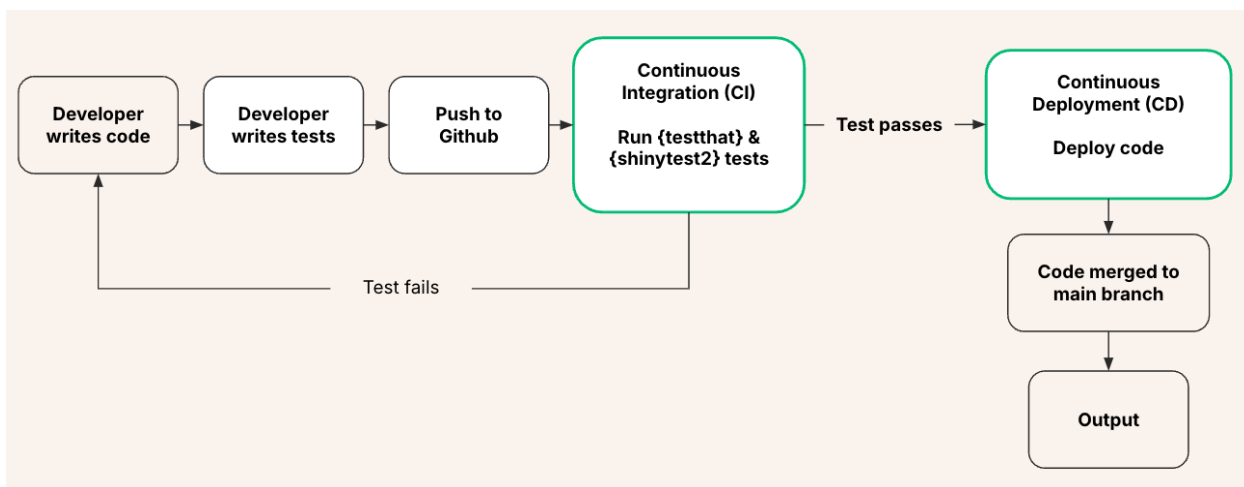 Developer
writes code
Developer
writes tests
Push to
Github
Continuous
Integration (CI)
Run {testthat} &
{shinytest2} tests
Test passes
Continuous
Deployment (CD)
Deploy code
Test fails
Code merged to
main branch
Output